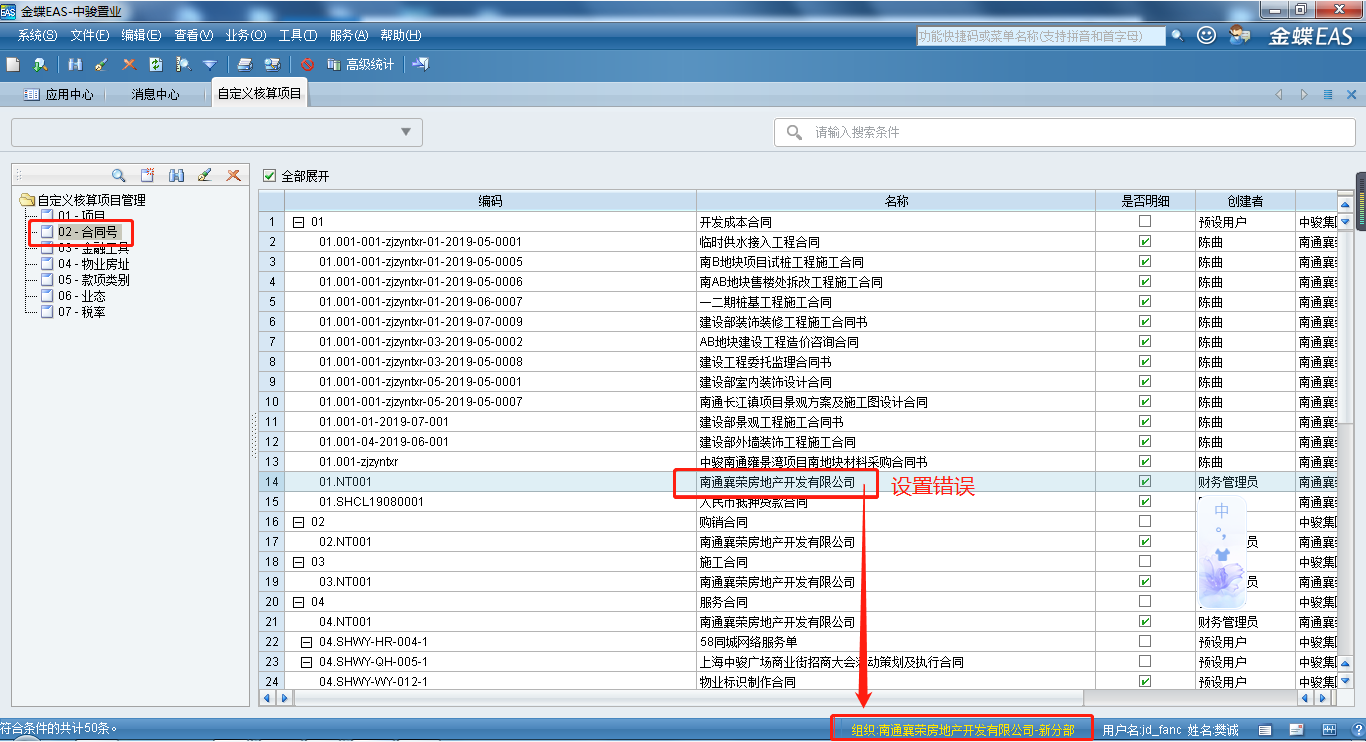 金蝶EAS-中骏置业
系统(S) 文件(F) 编辑(E) 查看(V) 业务(O) 工具(T) 服务(A) 帮助(H)
功能快捷码或菜单名称(支持拼音和首字母)
金蝶EAS
高级统计
应用中心 消息中心 自定义核算项目
请输入搜索条件
全部展开
自定义核算项目管理
01 - 项目
02 - 合同号
03 - 金融工具
04 - 物业房址
05 - 款项类别
06 - 业态
07 - 税率
编码 名称 是否明细 创建者
1 01 开发成本合同 预设用户 中骏集团
2 01.001-001-zjzyntxr-01-2019-05-0001 临时供水接入工程合同 陈曲 南通襄
3 01.001-001-zjzyntxr-01-2019-05-0005 南B地块项目试桩工程施工合同 陈曲 南通襄
4 01.001-001-zjzyntxr-01-2019-05-0006 南AB地块售楼处拆改工程施工合同 陈曲 南通襄
5 01.001-001-zjzyntxr-01-2019-06-0007 一二期桩基工程施工合同 陈曲 南通襄
6 01.001-001-zjzyntxr-01-2019-07-0009 建设部装饰装修工程施工合同书 陈曲 南通襄
7 01.001-001-zjzyntxr-03-2019-05-0002 AB地块建设工程造价咨询合同 陈曲 南通襄
8 01.001-001-zjzyntxr-03-2019-05-0008 建设工程委托监理合同书 陈曲 南通襄
9 01.001-001-zjzyntxr-05-2019-05-0001 建设部室内装饰设计合同 陈曲 南通襄
10 01.001-001-zjzyntxr-05-2019-05-0007 南通长江镇项目景观方案及施工图设计合同 陈曲 南通襄
11 01.001-01-2019-07-001 建设部景观工程施工合同书 陈曲 南通襄
12 01.001-04-2019-06-001 建设部外墙装饰工程施工合同 陈曲 南通襄
13 01.001-zjzyntxr 中骏南通雍景湾项目南地块材料采购合同书 陈曲 南通襄
14 01.NT001 南通襄荣房地产开发有限公司 财务管理员 南通襄
设置错误
15 01.SHCL19080001 人民币抵押贷款合同 南通襄
16 02 购销合同 中骏集团
17 02.NT001 南通襄荣房地产开发有限公司 员 南通襄
18 03 施工合同 中骏集团
19 03.NT001 南通襄荣房地产开发有限公司 员 南通襄
20 04 服务合同 中骏集团
21 04.NT001 南通襄荣房地产开发有限公司 财务管理员 南通襄
22 04.SHWY-HR-004-1 58同城网络服务单 预设用户 中骏集团
23 04.SHWY-QH-005-1 上海中骏广场商业街招商大会活动策划及执行合同 预设用户 中骏集团
24 04.SHWY-WY-012-1 物业标识制作合同 预设用户 中骏集团
中
符合条件的共计50条。
组织:南通襄荣房地产开发有限公司-新分部
用户名:jd_fanc 姓名:樊诚